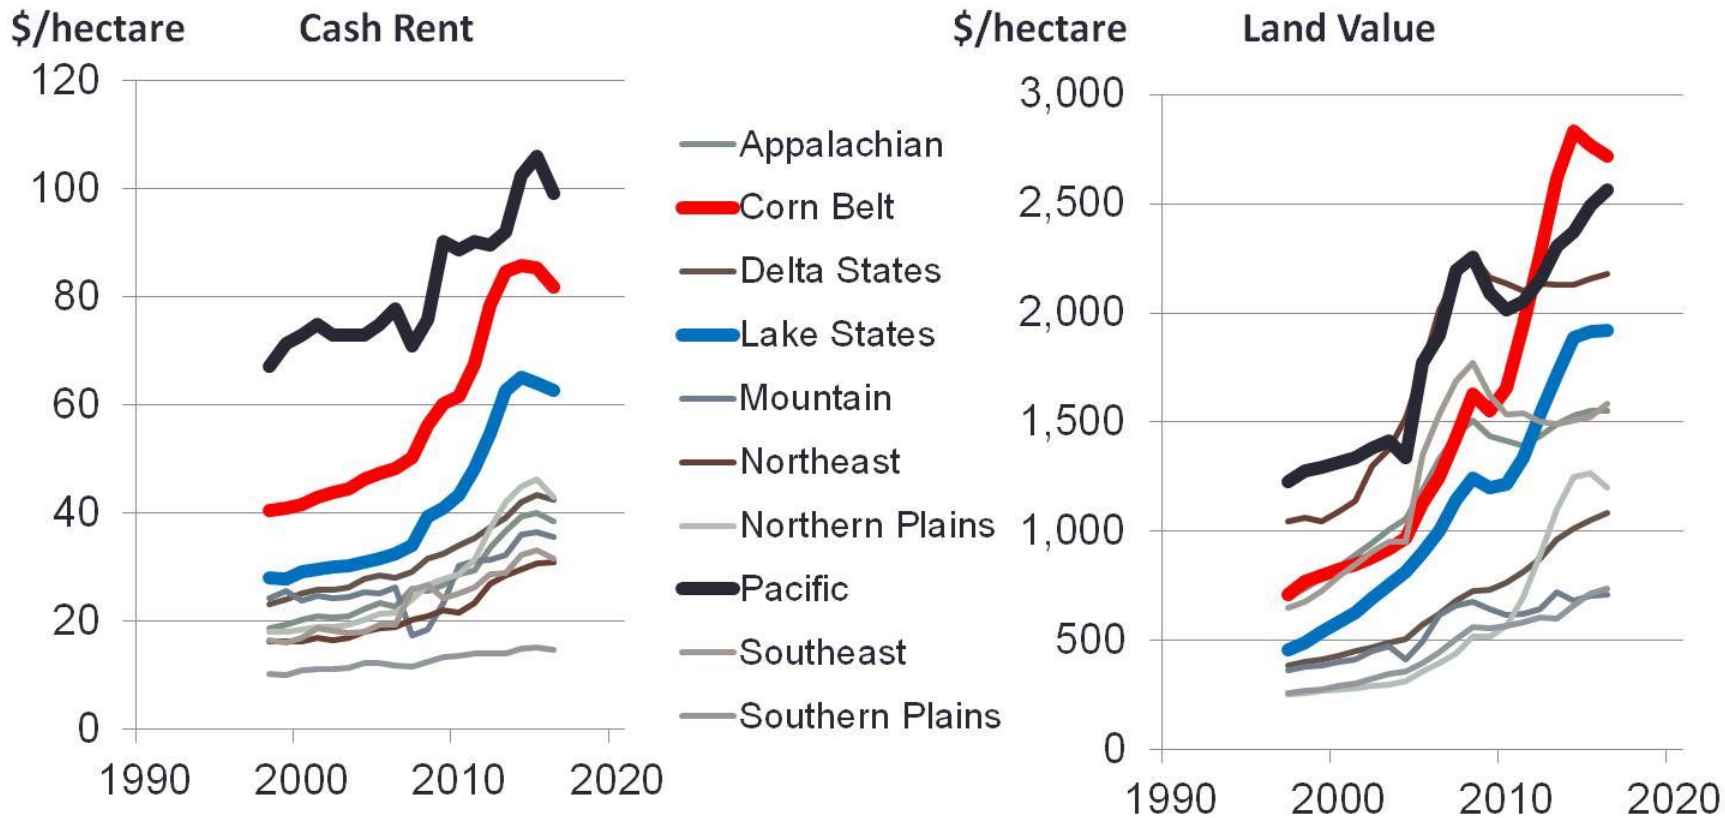 $/hectare Cash Rent
120
100
80
60
40
20
0
1990 2000 2010 2020
Appalachian
Corn Belt
Delta States
Lake States
Mountain
Northeast
Northern Plains
Pacific
Southeast
Southern Plains
$/hectare Land Value
3,000
2,500
2,000
1,500
1,000
500
0
1990 2000 2010 2020